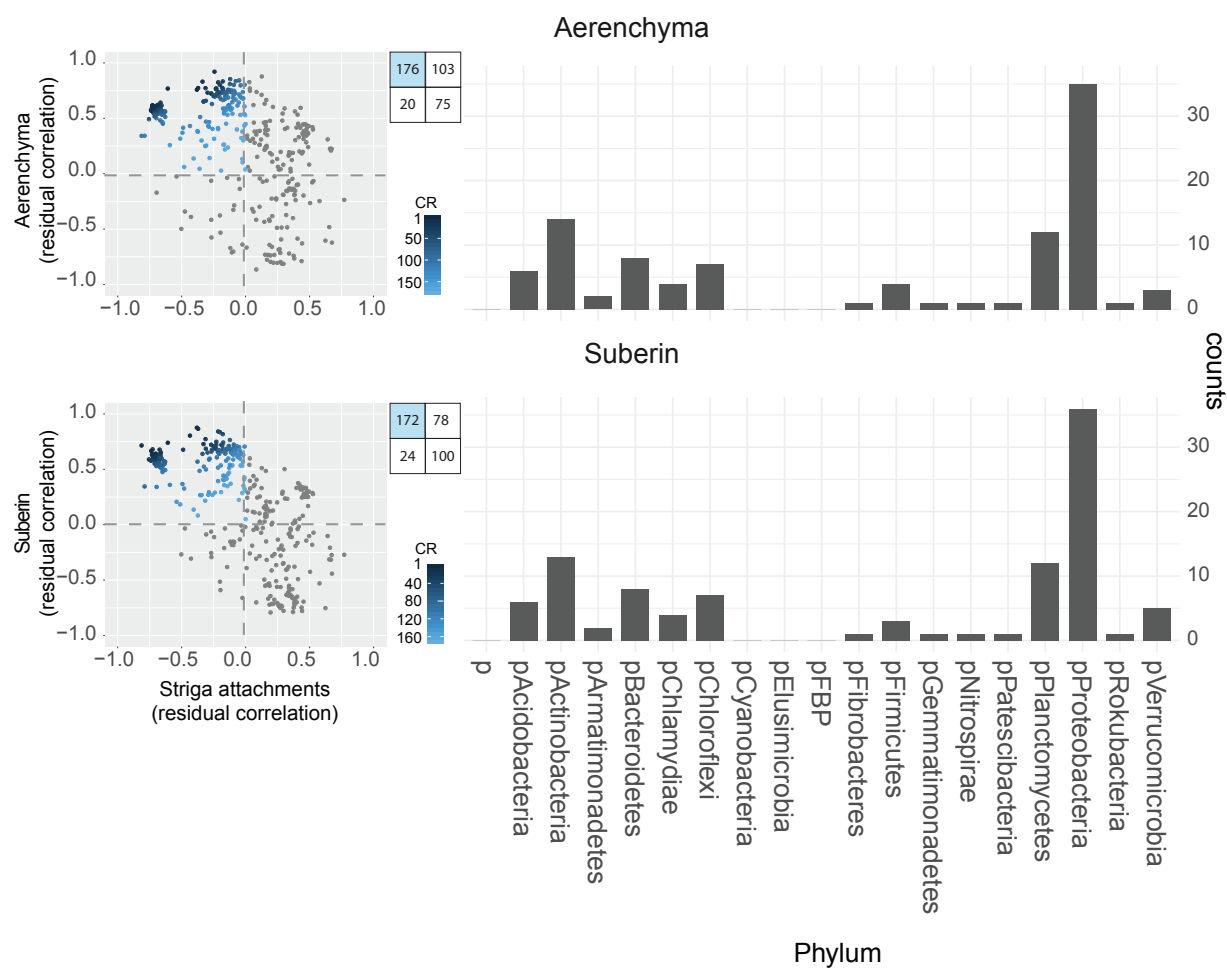 Aerenchyma
1.0
0.5
0.0
−0.5
−1.0
Aerenchyma
(residual correlation)
−1.0 −0.5 0.0 0.5 1.0
176 103
20 75
CR
1
50
100
150
30
20
10
0
Suberin
1.0
0.5
0.0
−0.5
−1.0
Suberin
(residual correlation)
−1.0 −0.5 0.0 0.5 1.0
Striga attachments
(residual correlation)
172 78
24 100
CR
1
40
80
120
160
30
20
10
0
counts
p
pAcidobacteria
pActinobacteria
pArmatimonadetes
pBacteroidetes
pChlamydiae
pChloroflexi
pCyanobacteria
pElusimicrobia
pFBP
pFibrobacteres
pFirmicutes
pGemmatimonadetes
pNitrospirae
pPatescibacteria
pPlanctomycetes
pProteobacteria
pRokubacteria
pVerrucomicrobia
Phylum